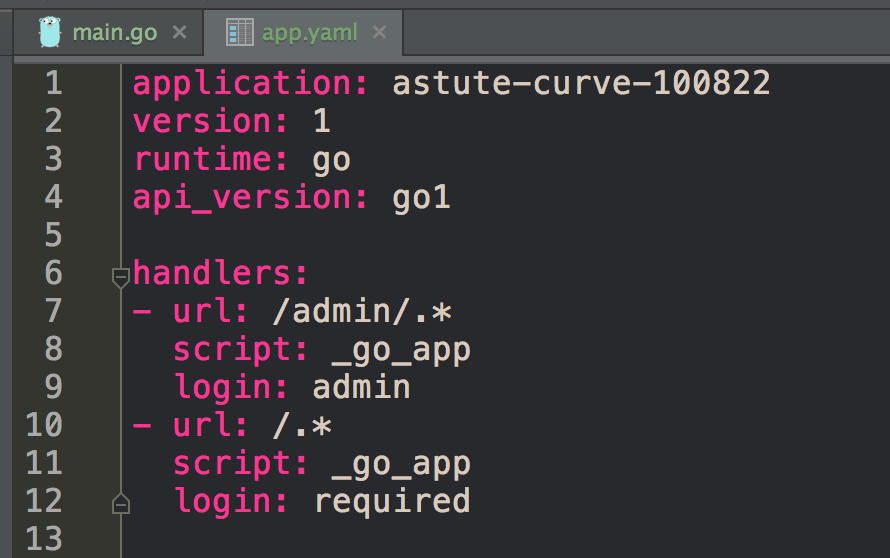 main.go × app.yaml ×
1 application: astute-curve-100822
2 version: 1
3 runtime: go
4 api_version: go1
5
6 handlers:
7 - url: /admin/.*
8   script: _go_app
9   login: admin
10 - url: /.*
11   script: _go_app
12   login: required
13